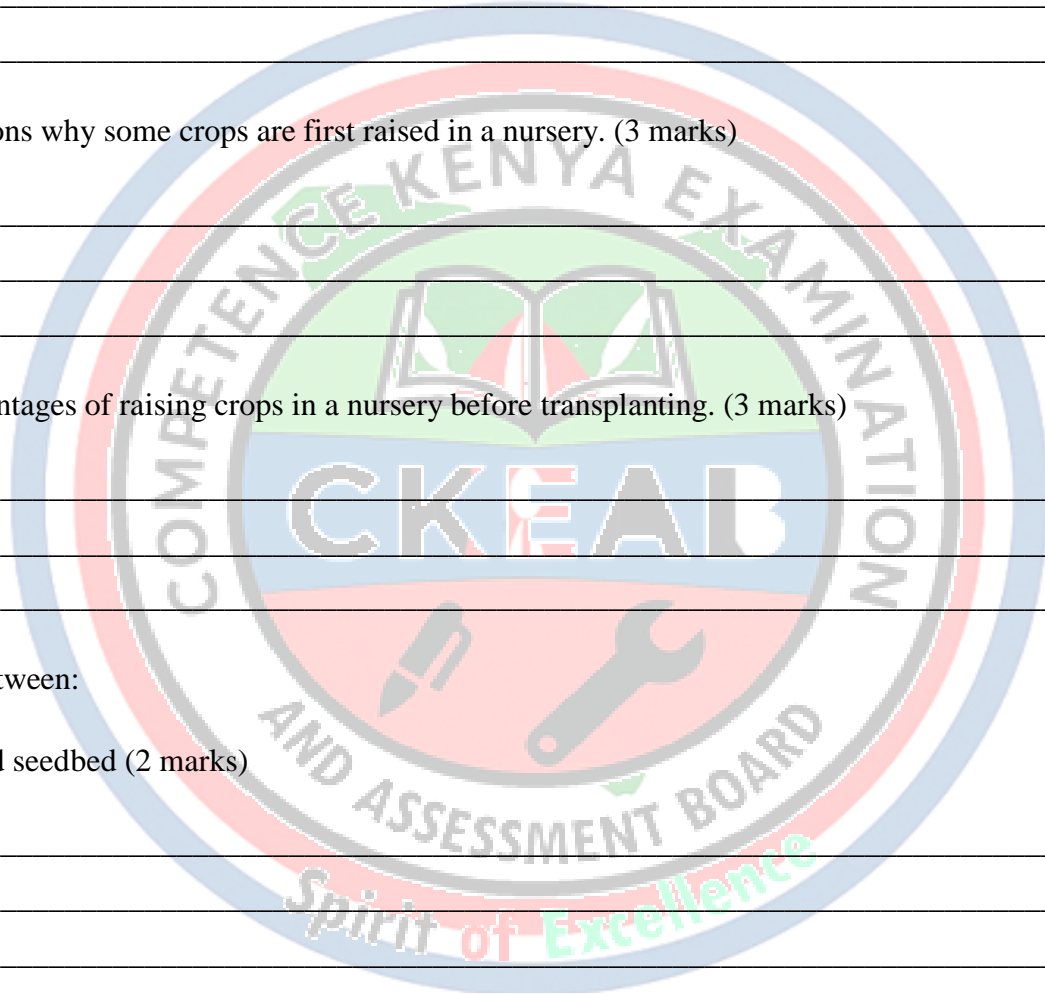 ons why some crops are first raised in a nursery. (3 marks)
COMPETENCE KENYA EXAMINATION
ntages of raising crops in a nursery before transplanting. (3 marks)
CKEAB
tween:
d seedbed (2 marks)
AND ASSESSMENT BOARD
Spirit of Excellence